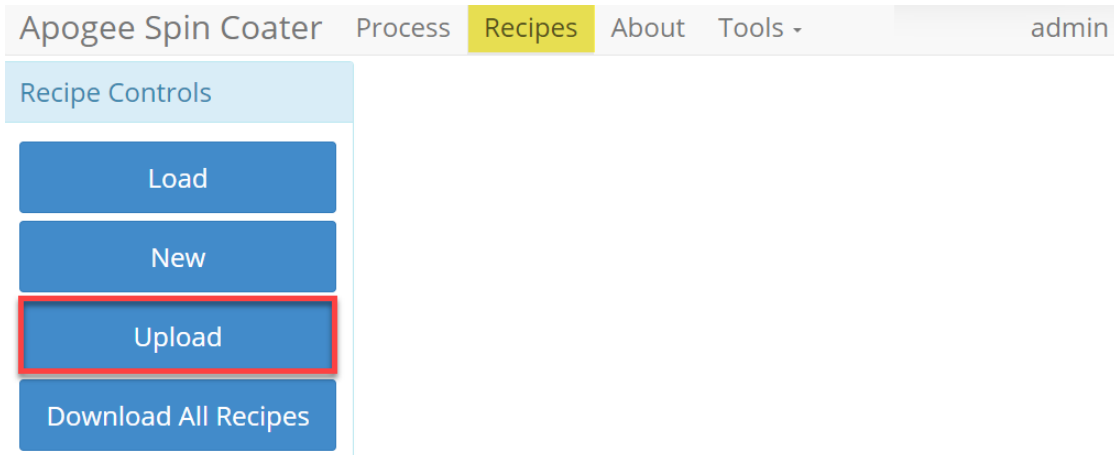 Apogee Spin Coater Process Recipes About Tools admin
Recipe Controls
Load
New
Upload
Download All Recipes